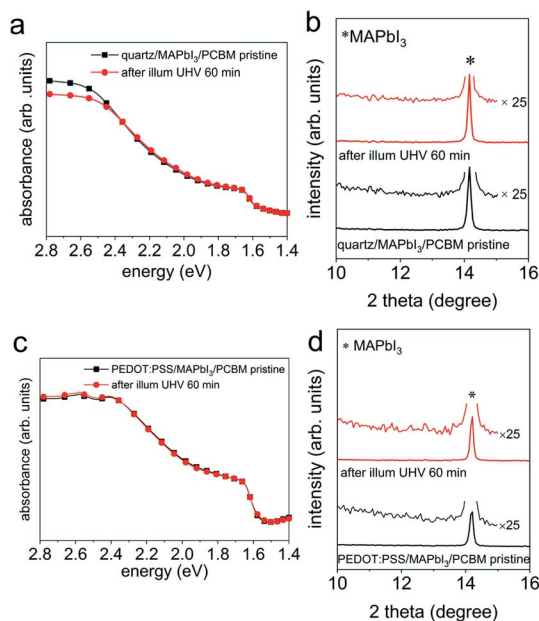 a
quartz/MAPbI₃/PCBM pristine
after illum UHV 60 min
absorbance (arb .units)
2.8 2.6 2.4 2.2 2.0 1.8 1.6 1.4
energy (eV)
b
*MAPbI₃
*
× 25
after illum UHV 60 min
× 25
quartz/MAPbI₃/PCBM pristine
intensity (arb. units)
10 12 14 16
2 theta (degree)
c
PEDOT:PSS/MAPbI₃/PCBM pristine
after illum UHV 60 min
absorbance (arb. units)
2.8 2.6 2.4 2.2 2.0 1.8 1.6 1.4
energy (eV)
d
* MAPbI₃
*
×25
after illum UHV 60 min
×25
PEDOT:PSS/MAPbI₃/PCBM pristine
intensity (arb. units)
10 12 14 16
2 theta (degree)